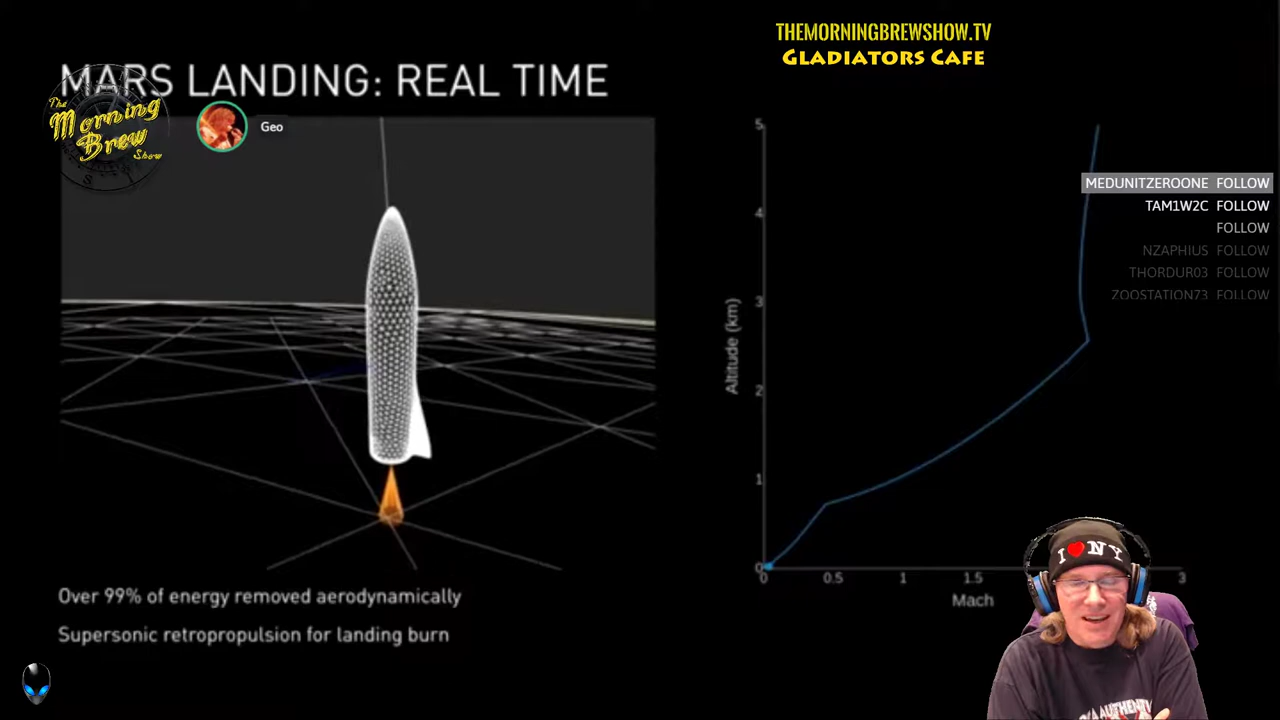 THEMORNINGBREWSHOW.TV
GLADIATORS CAFE
MARS LANDING: REAL TIME
The
Morning
Brew
Show
Geo
MEDUNITZEROONE FOLLOW
TAM1W2C FOLLOW
FOLLOW
NZAPHIUS FOLLOW
THORDUR03 FOLLOW
ZOOSTATION73 FOLLOW
5
4
3
2
1
0
Altitude (km)
0 0.5 1 1.5 3
Mach
Over 99% of energy removed aerodynamically
Supersonic retropropulsion for landing burn
I ♥ NY
AUTHENTIC